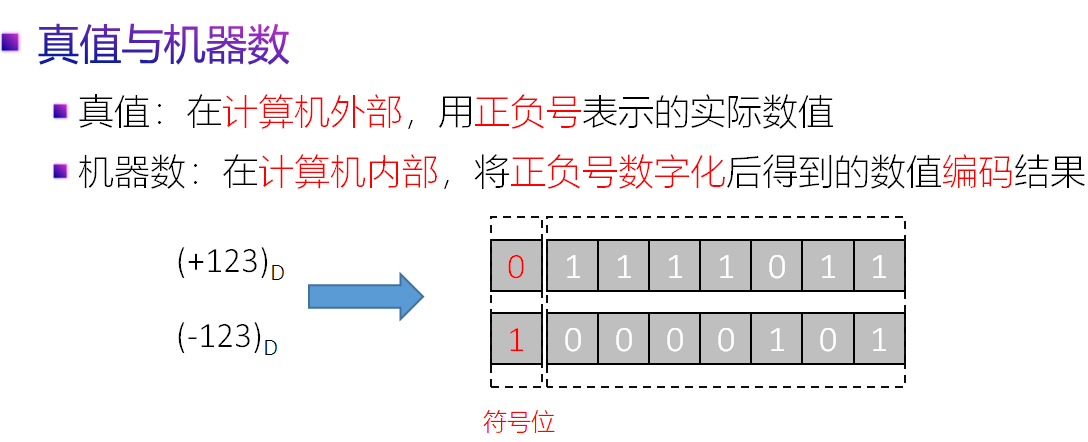 真值与机器数
真值：在计算机外部，用正负号表示的实际数值
机器数：在计算机内部，将正负号数字化后得到的数值编码结果
(+123)D
0 1 1 1 1 0 1 1
(-123)D
1 0 0 0 0 1 0 1
符号位